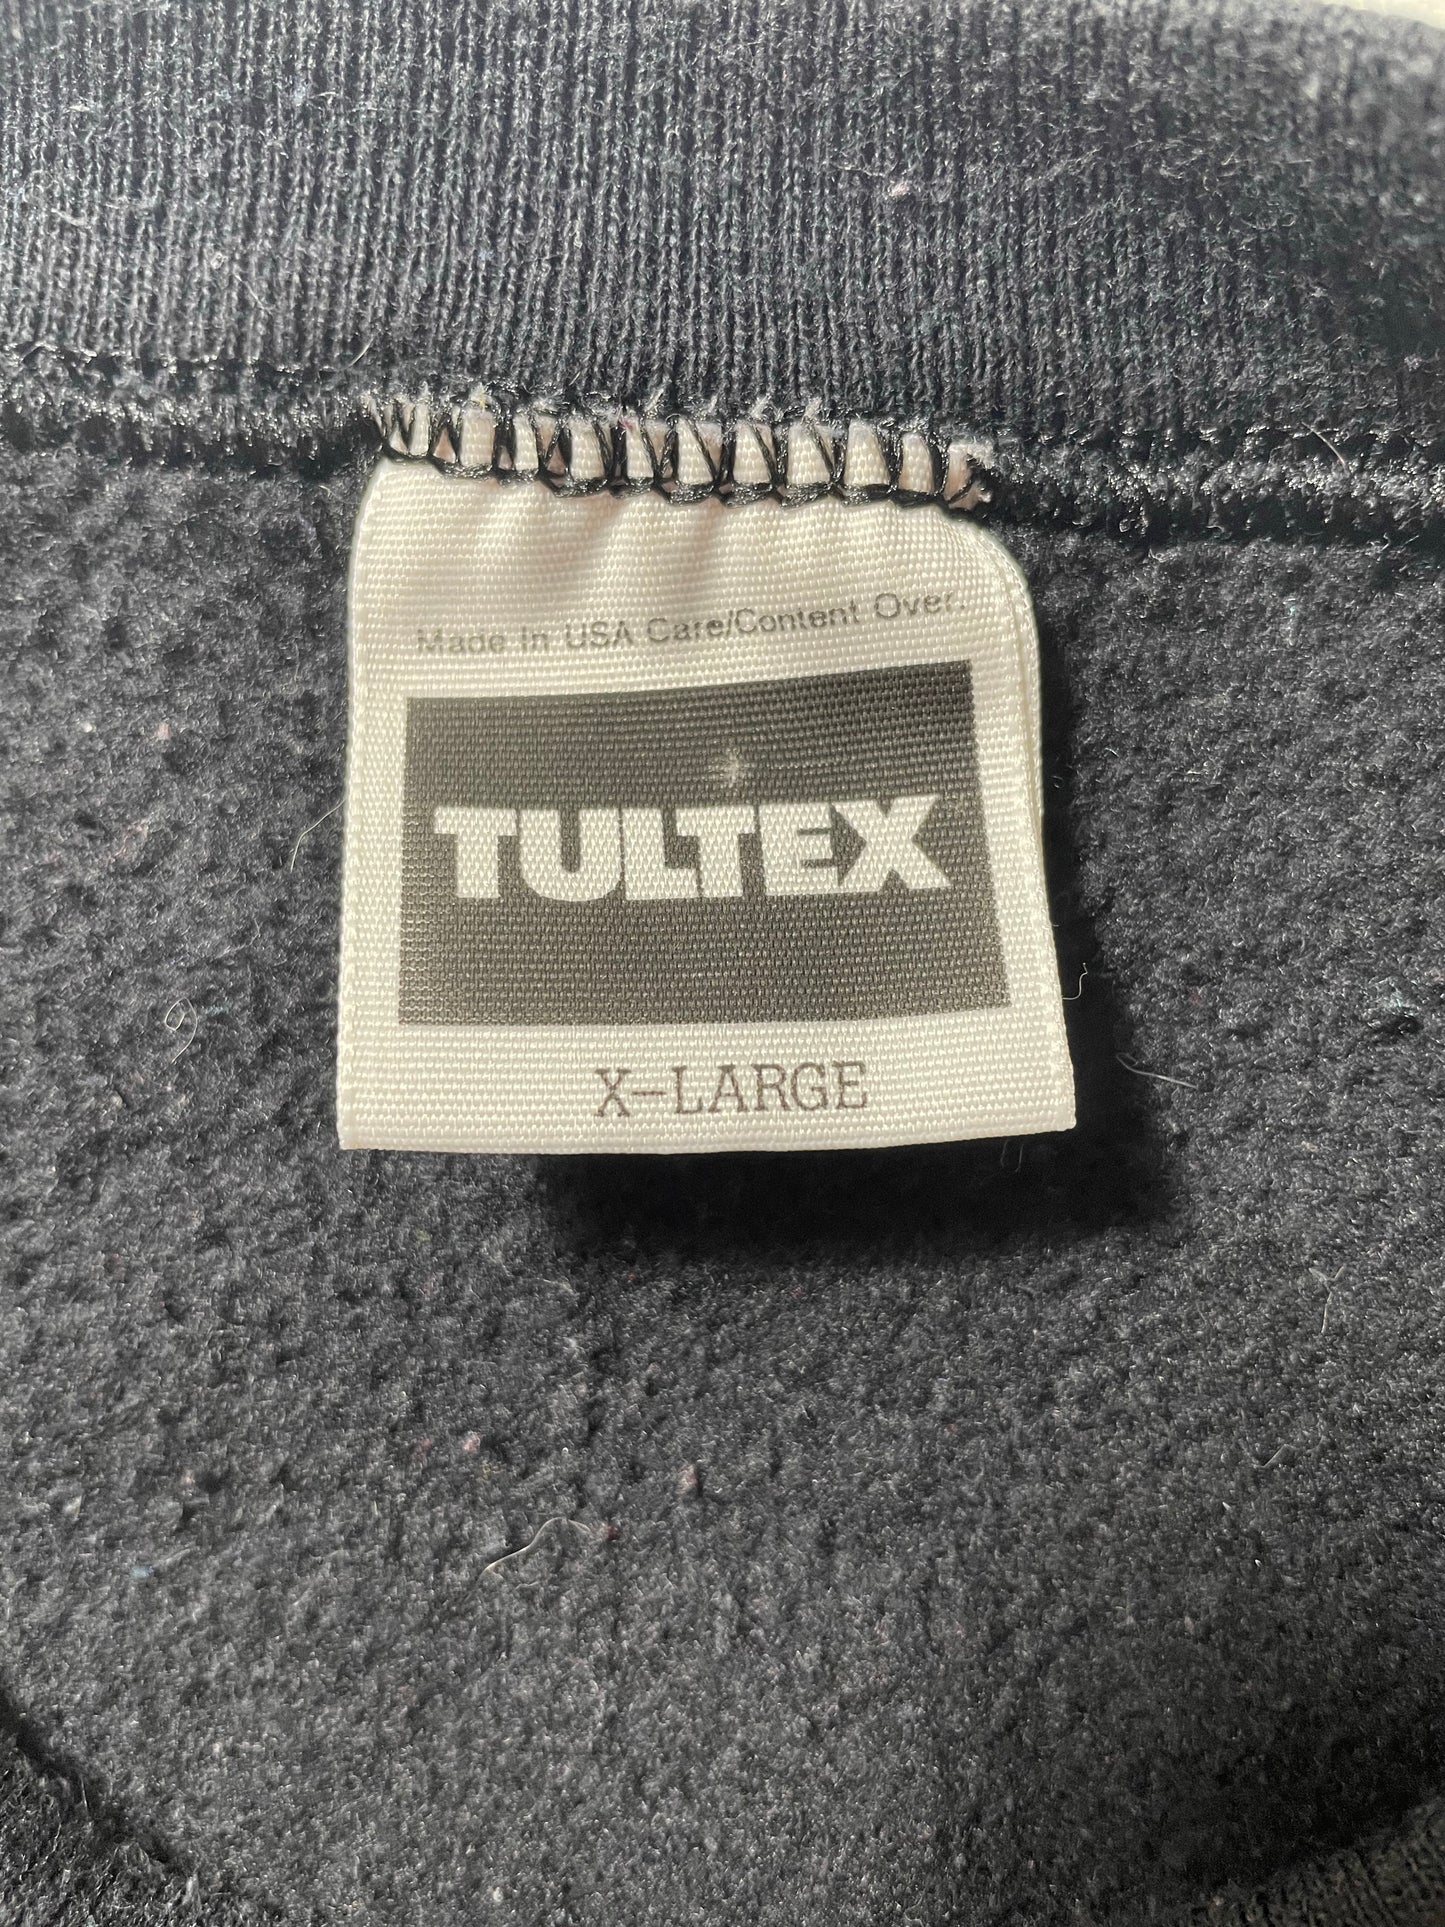 Made In USA Care/Content Over.
TULTEX
X-LARGE